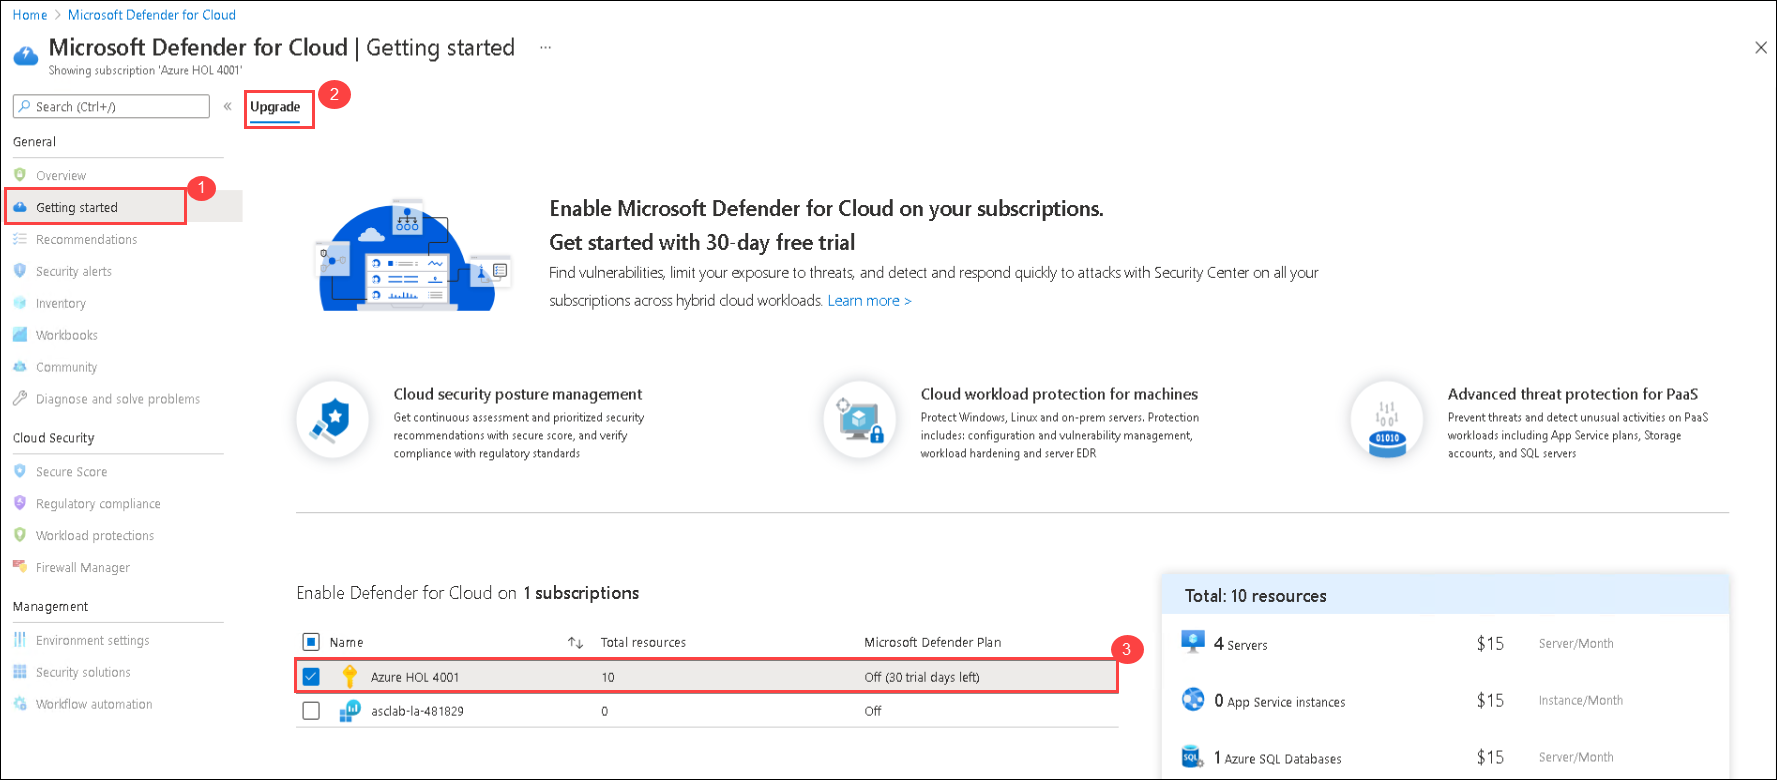 Home > Microsoft Defender for Cloud
Microsoft Defender for Cloud | Getting started ...
Showing subscription 'Azure HOL 4001'
Search (Ctrl+/)
«
Upgrade
2
General
Overview
1
Getting started
Recommendations
Security alerts
Inventory
Workbooks
Community
Diagnose and solve problems
Cloud Security
Secure Score
Regulatory compliance
Workload protections
Firewall Manager
Management
Environment settings
Security solutions
Workflow automation
Enable Microsoft Defender for Cloud on your subscriptions.
Get started with 30-day free trial
Find vulnerabilities, limit your exposure to threats, and detect and respond quickly to attacks with Security Center on all your
subscriptions across hybrid cloud workloads. Learn more >
Cloud security posture management
Get continuous assessment and prioritized security
recommendations with secure score, and verify
compliance with regulatory standards
Cloud workload protection for machines
Protect Windows, Linux and on-prem servers. Protection
includes: configuration and vulnerability management,
workload hardening and server EDR
01010
Advanced threat protection for PaaS
Prevent threats and detect unusual activities on PaaS
workloads including App Service plans, Storage
accounts, and SQL servers
Enable Defender for Cloud on 1 subscriptions
Name ↑↓ Total resources Microsoft Defender Plan
3
Azure HOL 4001 10 Off (30 trial days left)
asclab-la-481829 0 Off
Total: 10 resources
4 Servers $15 Server/Month
0 App Service instances $15 Instance/Month
SQL 1 Azure SQL Databases $15 Server/Month